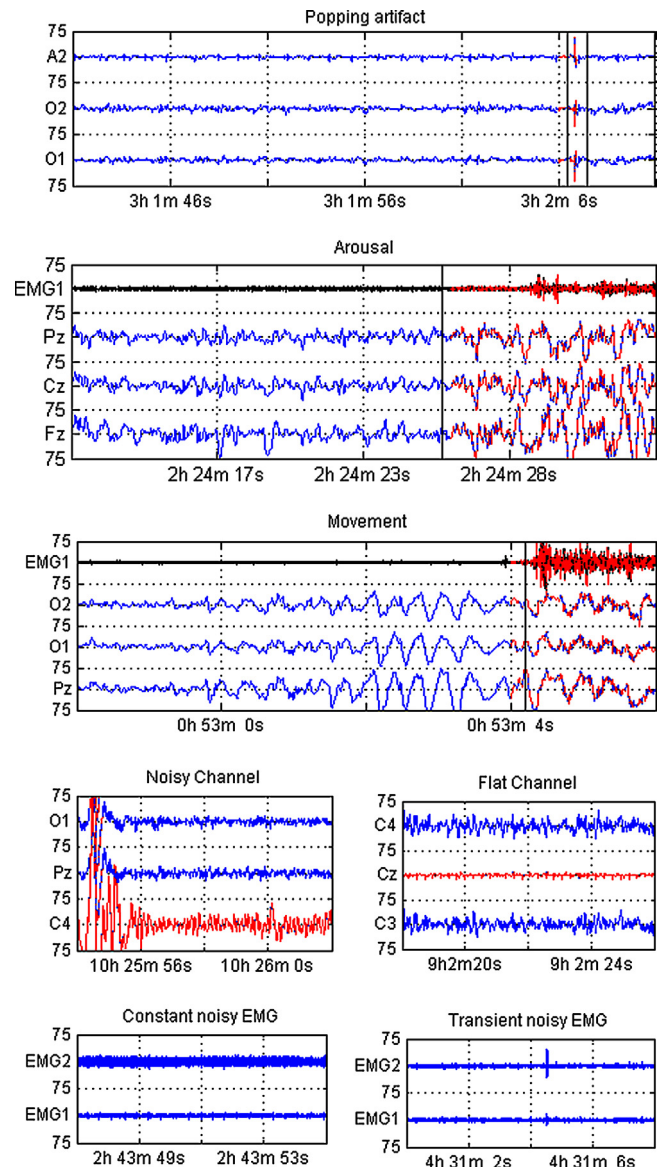 Popping artifact
75
A2
75
O2
75
O1
75
3h 1m 46s 3h 1m 56s 3h 2m 6s
Arousal
75
EMG1
75
Pz
75
Cz
75
Fz
75
2h 24m 17s 2h 24m 23s 2h 24m 28s
Movement
75
EMG1
75
O2
75
O1
75
Pz
75
0h 53m 0s 0h 53m 4s
Noisy Channel
75
O1
75
Pz
75
C4
75
10h 25m 56s 10h 26m 0s
Flat Channel
75
C4
75
Cz
75
C3
75
9h2m20s 9h 2m 24s
Constant noisy EMG
75
EMG2
75
EMG1
75
2h 43m 49s 2h 43m 53s
Transient noisy EMG
75
EMG2
75
EMG1
75
4h 31m 2s 4h 31m 6s